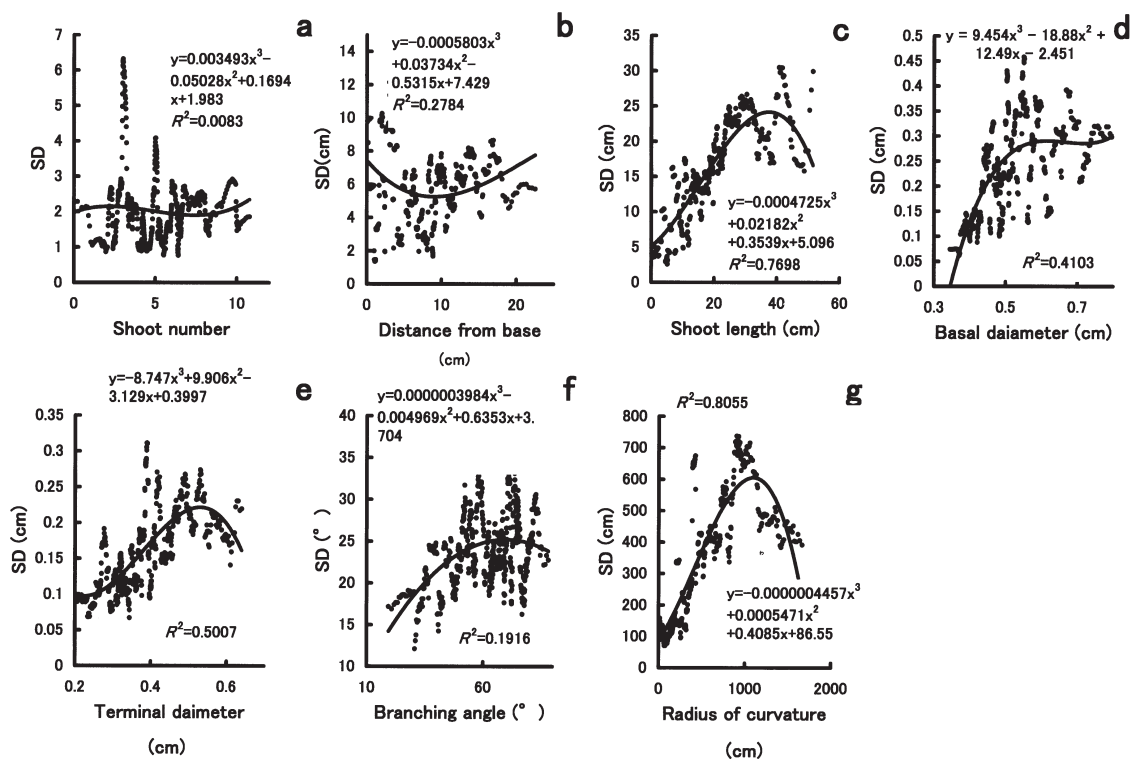 a
y=0.003493x³−
0.05028x²+0.1694
x+1.983
R²=0.0083
7
6
5
4
3
2
1
0
SD
0 5 10
Shoot number
b
y=−0.0005803x³
+0.03734x²−
0.5315x+7.429
R²=0.2784
15
10
8
6
4
2
0
SD(cm)
0 10 20
Distance from base
(cm)
c
35
30
25
20
15
10
5
0
SD (cm)
y=−0.0004725x³
+0.02182x²
+0.3539x+5.096
R²=0.7698
0 20 40 60
Shoot length (cm)
d
y = 9.454x³ − 18.88x² +
12.49x − 2.451
0.5
0.45
0.4
0.35
0.3
0.25
0.2
0.15
0.1
0.05
0
SD (cm)
R²=0.4103
0.3 0.5 0.7
Basal daiameter (cm)
e
y=−8.747x³+9.906x²−
3.129x+0.3997
0.35
0.3
0.25
0.2
0.15
0.1
0.05
0
SD (cm)
R²=0.5007
0.2 0.4 0.6
Terminal daimeter
(cm)
f
y=0.0000003984x³−
0.004969x²+0.6353x+3.
704
40
35
30
25
20
15
10
SD (°)
R²=0.1916
10 60
Branching angle (° )
g
R²=0.8055
800
700
600
500
400
300
200
100
0
SD (cm)
y=−0.0000004457x³
+0.0005471x²
+0.4085x+86.55
0 1000 2000
Radius of curvature
(cm)